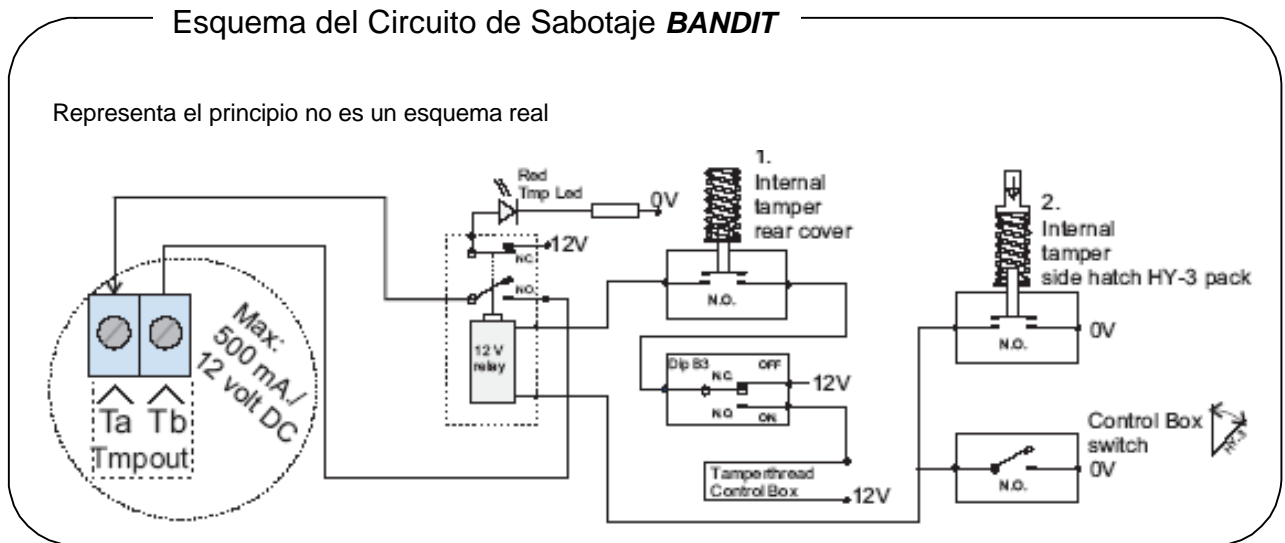 Esquema del Circuito de Sabotaje BANDIT
Representa el principio no es un esquema real
Red
Tmp Led
0V
12V
N.C.
N.O.
12 V
relay
1.
Internal
tamper
rear cover
N.O.
Dip B3
N.C.
OFF
12V
N.O.
ON
Tamperthread
Control Box
12V
2.
Internal
tamper
side hatch HY-3 pack
N.O.
0V
Control Box
switch
HY-3
0V
N.O.
Max:
500 mA./
12 volt DC
Ta Tb
Tmpout